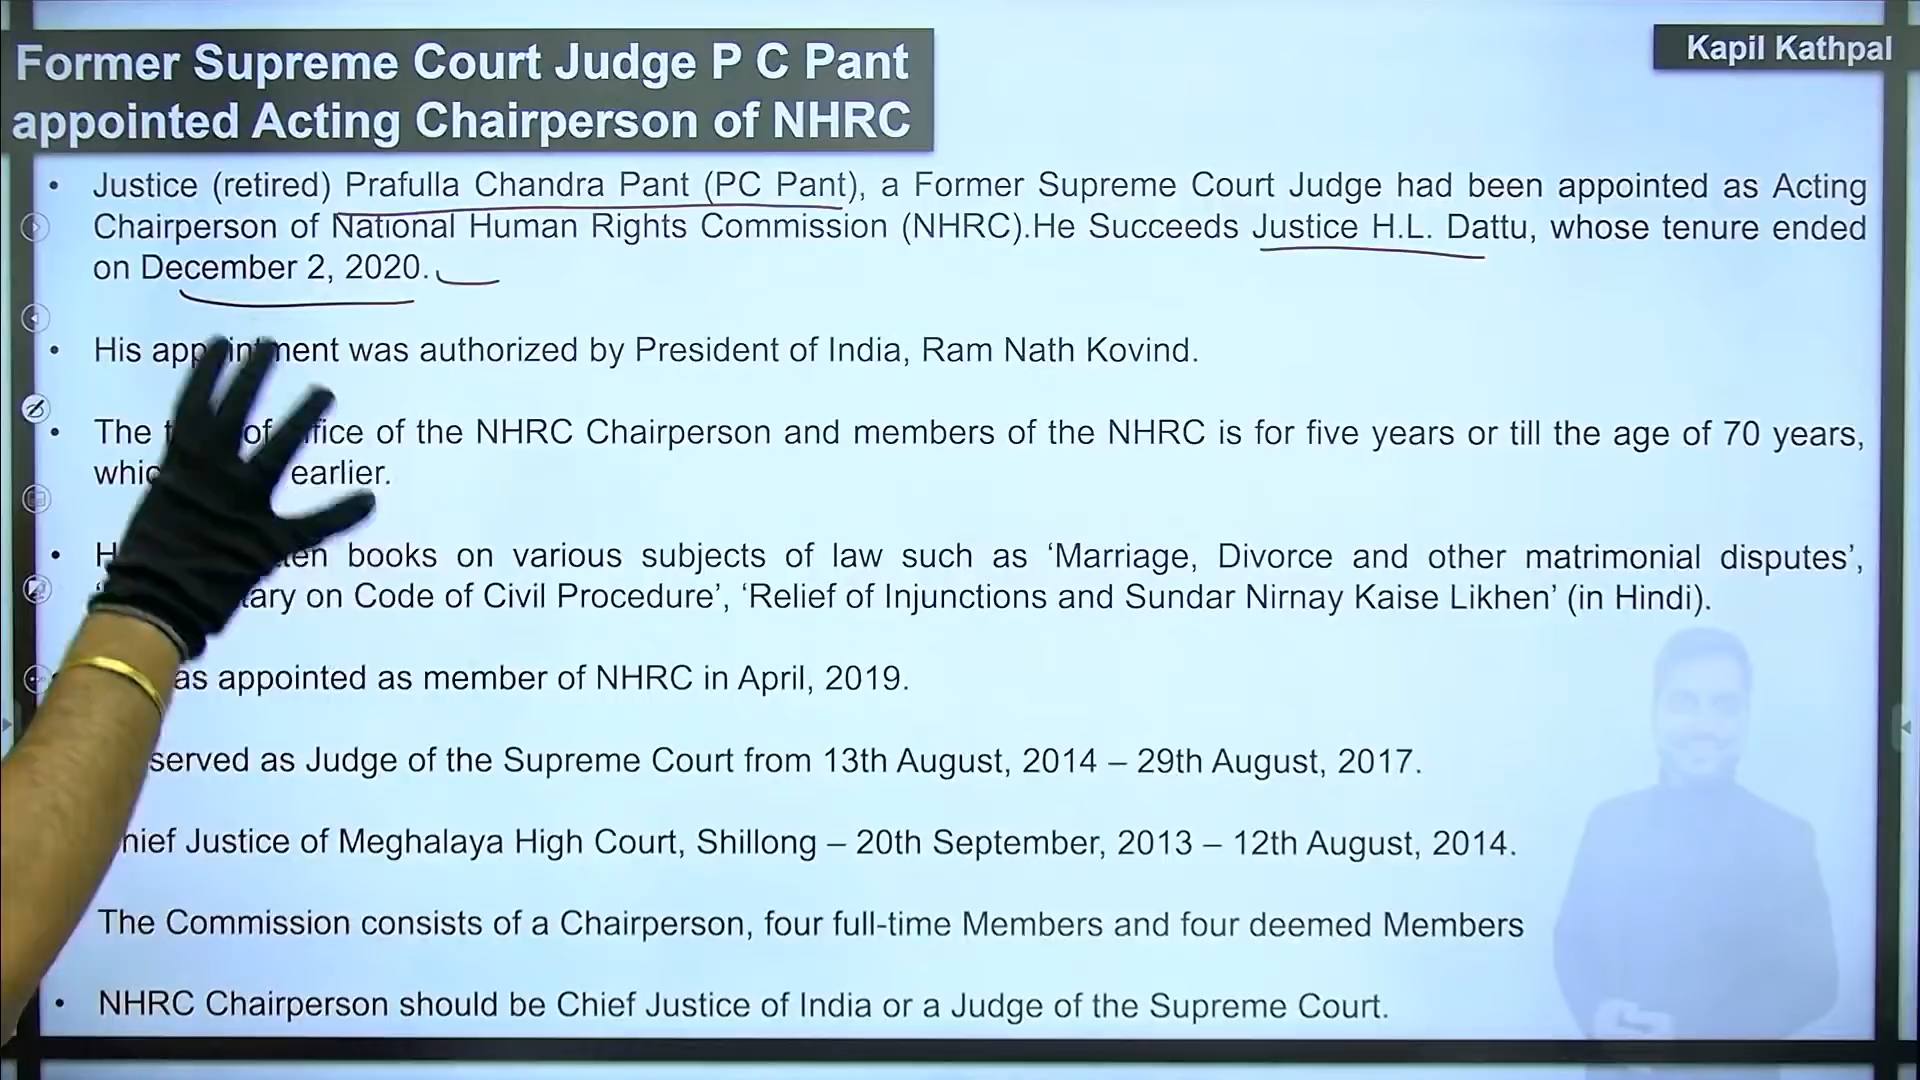 Former Supreme Court Judge P C Pant
appointed Acting Chairperson of NHRC
Kapil Kathpal
• Justice (retired) Prafulla Chandra Pant (PC Pant), a Former Supreme Court Judge had been appointed as Acting
Chairperson of National Human Rights Commission (NHRC).He Succeeds Justice H.L. Dattu, whose tenure ended
on December 2, 2020.
• His appointment was authorized by President of India, Ram Nath Kovind.
• The of office of the NHRC Chairperson and members of the NHRC is for five years or till the age of 70 years,
earlier.
• books on various subjects of law such as ‘Marriage, Divorce and other matrimonial disputes’,
on Code of Civil Procedure’, ‘Relief of Injunctions and Sundar Nirnay Kaise Likhen’ (in Hindi).
as appointed as member of NHRC in April, 2019.
served as Judge of the Supreme Court from 13th August, 2014 – 29th August, 2017.
hief Justice of Meghalaya High Court, Shillong – 20th September, 2013 – 12th August, 2014.
The Commission consists of a Chairperson, four full-time Members and four deemed Members
• NHRC Chairperson should be Chief Justice of India or a Judge of the Supreme Court.